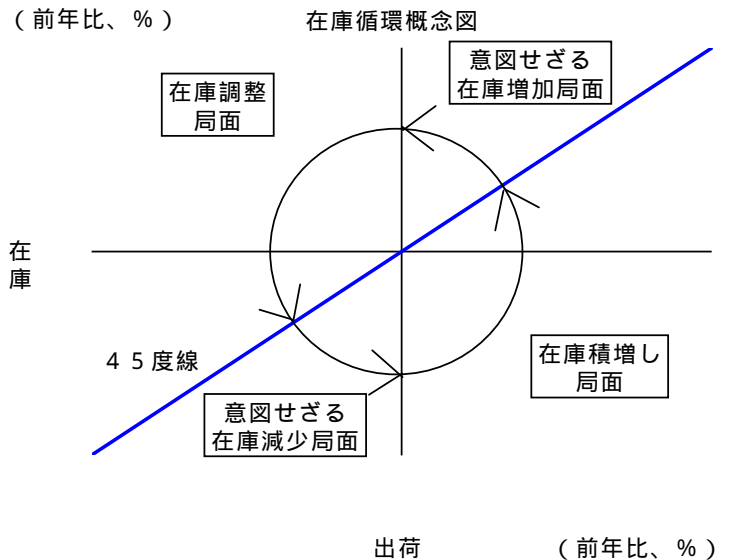 （前年比、％）
在庫循環概念図
意図せざる
在庫増加局面
在庫調整
局面
在
庫
４５度線
在庫積増し
局面
意図せざる
在庫減少局面
出荷
（前年比、％）